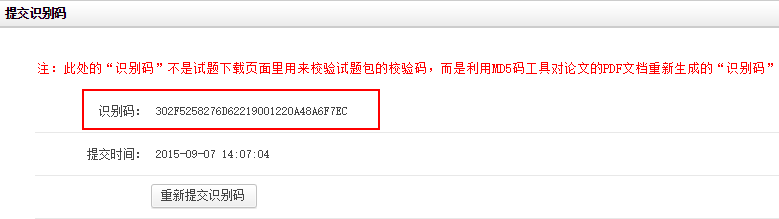 提交识别码
注：此处的“识别码”不是试题下载页面里用来校验试题包的校验码，而是利用MD5码工具对论文的PDF文档重新生成的“识别码”
识别码： 302F5258276D62219001220A48A6F7EC
提交时间： 2015-09-07 14:07:04
重新提交识别码